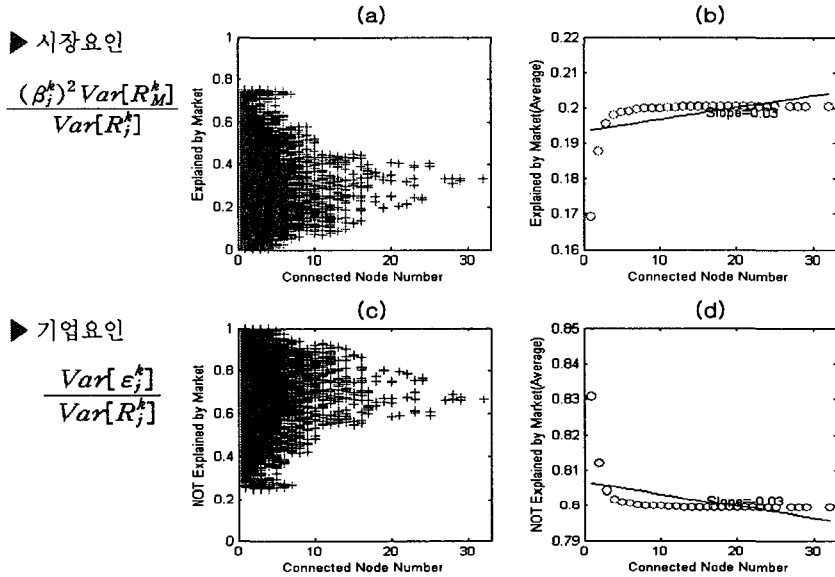 (a)
(b)
▶ 시장요인
(β_j^k)^2 Var[R_M^k]
Var[R_j^k]
Explained by Market
1
0.8
0.6
0.4
0.2
0
0
10
20
30
Connected Node Number
Explained by Market(Average)
0.22
0.21
0.2
0.19
0.18
0.17
0.16
Slope=0.03
0
10
20
30
Connected Node Number
(c)
(d)
▶ 기업요인
Var[ε_j^k]
Var[R_j^k]
NOT Explained by Market
1
0.8
0.6
0.4
0.2
0
0
10
20
30
Connected Node Number
NOT Explained by Market(Average)
0.85
0.84
0.83
0.82
0.81
0.8
0.79
Slope=-0.03
0
10
20
30
Connected Node Number